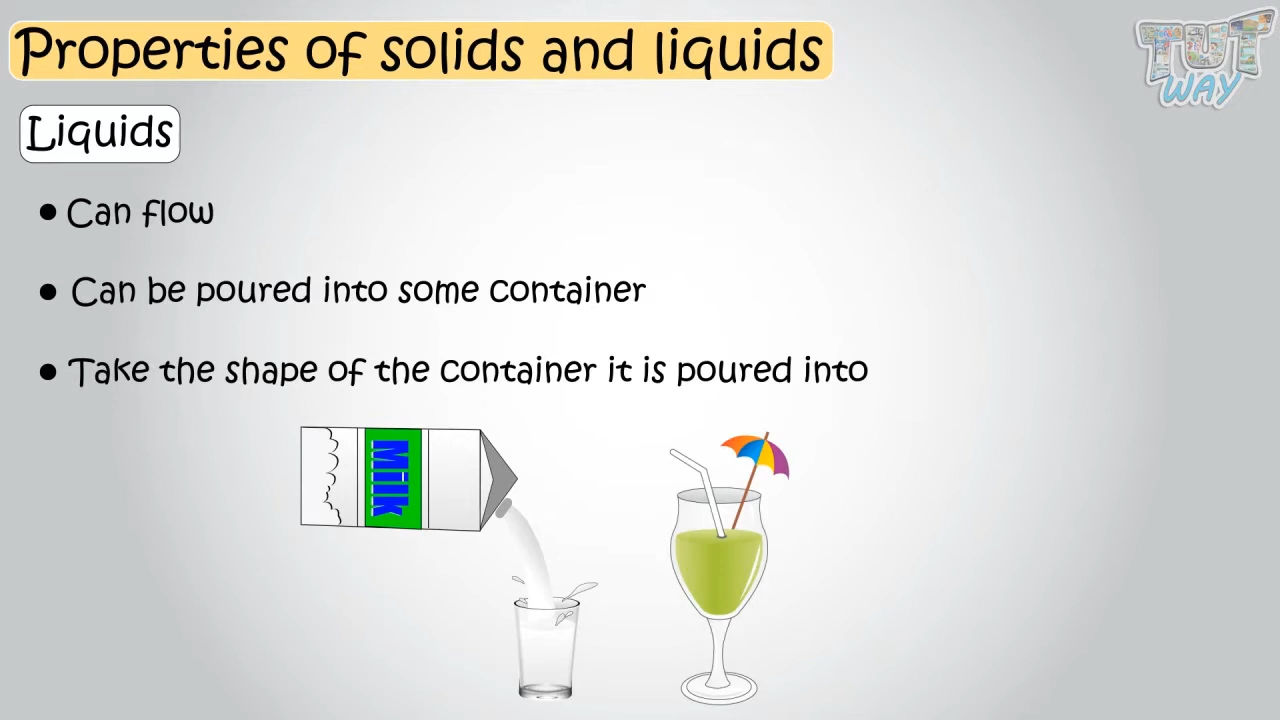 Properties of solids and liquids
TUT
WAY
Liquids
• Can flow
• Can be poured into some container
• Take the shape of the container it is poured into
Milk